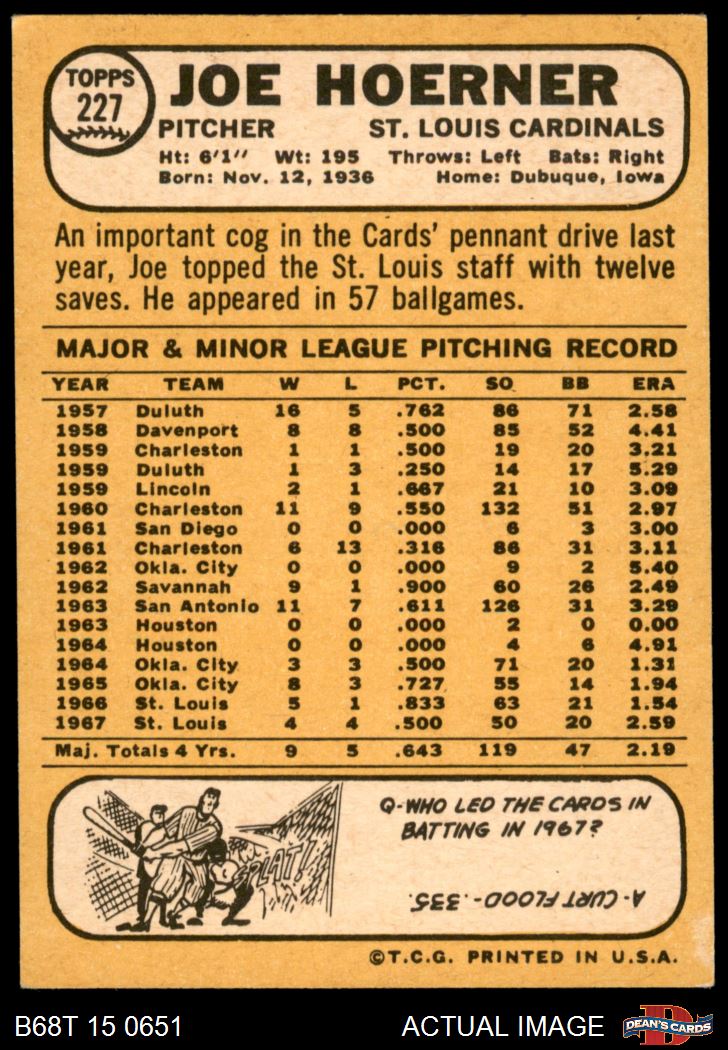 TOPPS
227
JOE HOERNER
PITCHER ST. LOUIS CARDINALS
Ht: 6'1" Wt: 195 Throws: Left Bats: Right
Born: Nov. 12, 1936 Home: Dubuque, Iowa
An important cog in the Cards' pennant drive last
year, Joe topped the St. Louis staff with twelve
saves. He appeared in 57 ballgames.
MAJOR & MINOR LEAGUE PITCHING RECORD
YEAR TEAM W L PCT. SO BB ERA
1957 Duluth 16 5 .762 86 71 2.58
1958 Davenport 8 8 .500 85 52 4.41
1959 Charleston 1 1 .500 19 20 3.21
1959 Duluth 1 3 .250 14 17 5.29
1959 Lincoln 2 1 .667 21 10 3.09
1960 Charleston 11 9 .550 132 51 2.97
1961 San Diego 0 0 .000 6 3 3.00
1961 Charleston 6 13 .316 86 31 3.11
1962 Okla. City 0 0 .000 9 2 5.40
1962 Savannah 9 1 .900 60 26 2.49
1963 San Antonio 11 7 .611 126 31 3.29
1963 Houston 0 0 .000 2 0 0.00
1964 Houston 0 0 .000 4 6 4.91
1964 Okla. City 3 3 .500 71 20 1.31
1965 Okla. City 8 3 .727 55 14 1.94
1966 St. Louis 5 1 .833 63 21 1.54
1967 St. Louis 4 4 .500 50 20 2.59
Maj. Totals 4 Yrs. 9 5 .643 119 47 2.19
SPLAT!
Q-WHO LED THE CARDS IN
BATTING IN 1967?
A-CURT FLOOD-.335.
©T.C.G. PRINTED IN U.S.A.
B68T 15 0651 ACTUAL IMAGE
D
DEAN'S CARDS